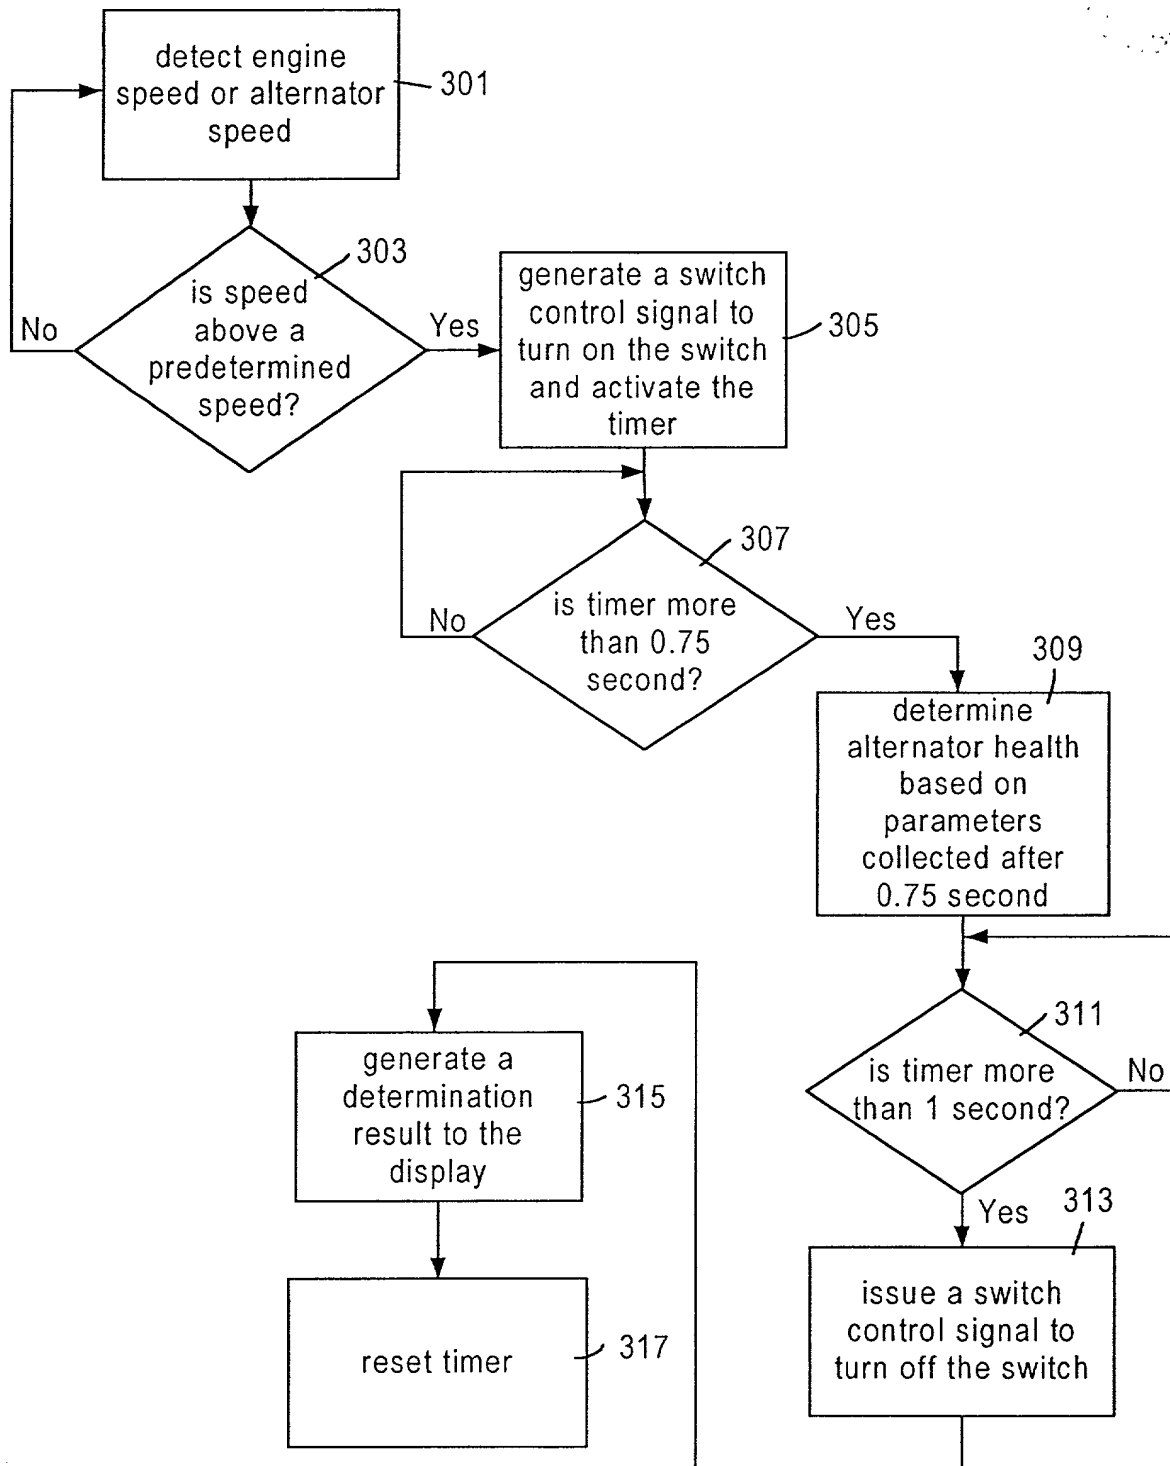 detect engine
speed or alternator
speed
301
303
is speed
above a
predetermined
speed?
No
Yes
generate a switch
control signal to
turn on the switch
and activate the
timer
305
307
is timer more
than 0.75
second?
No
Yes
309
determine
alternator health
based on
parameters
collected after
0.75 second
311
is timer more
than 1 second?
No
Yes
313
issue a switch
control signal to
turn off the switch
generate a
determination
result to the
display
315
reset timer
317